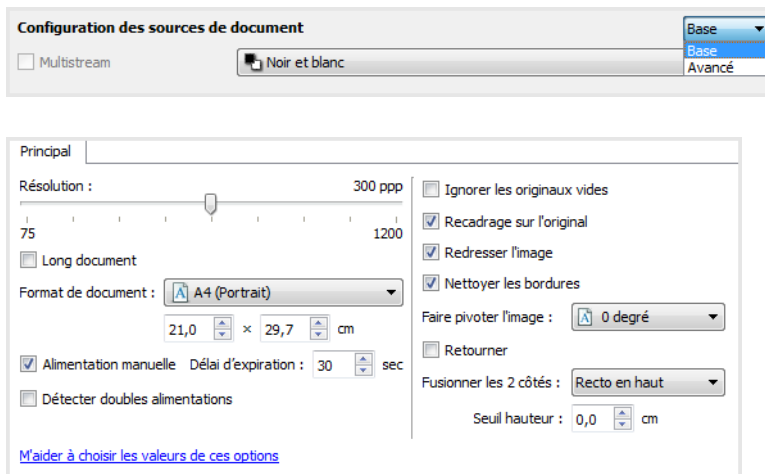 Configuration des sources de document
Base
Multistream
Noir et blanc
Base
Avancé
Principal
Résolution :
300 ppp
75
1200
Long document
Format de document :
A4 (Portrait)
21,0 × 29,7 cm
Alimentation manuelle Délai d'expiration : 30 sec
Détecter doubles alimentations
M'aider à choisir les valeurs de ces options
Ignorer les originaux vides
Recadrage sur l'original
Redresser l'image
Nettoyer les bordures
Faire pivoter l'image : 0 degré
Retourner
Fusionner les 2 côtés : Recto en haut
Seuil hauteur : 0,0 cm